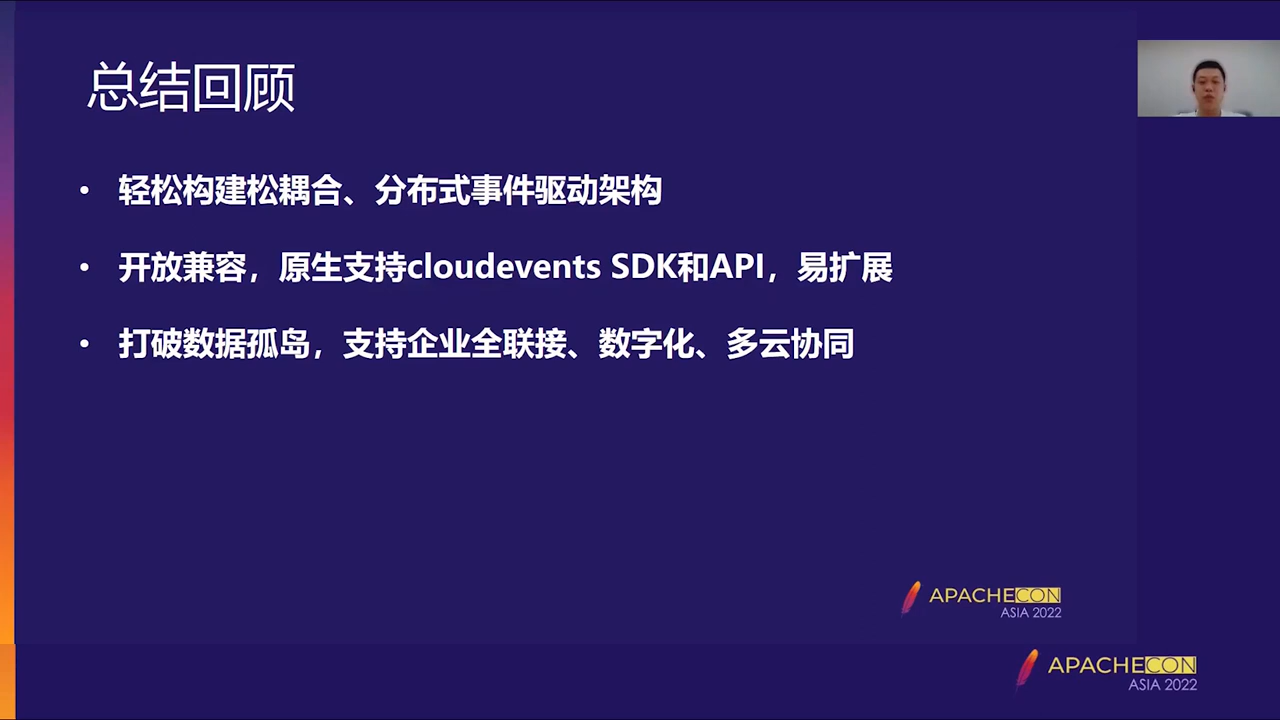 总结回顾
• 轻松构建松耦合、分布式事件驱动架构
• 开放兼容，原生支持cloudevents SDK和API，易扩展
• 打破数据孤岛，支持企业全联接、数字化、多云协同
APACHECON
ASIA 2022
APACHECON
ASIA 2022